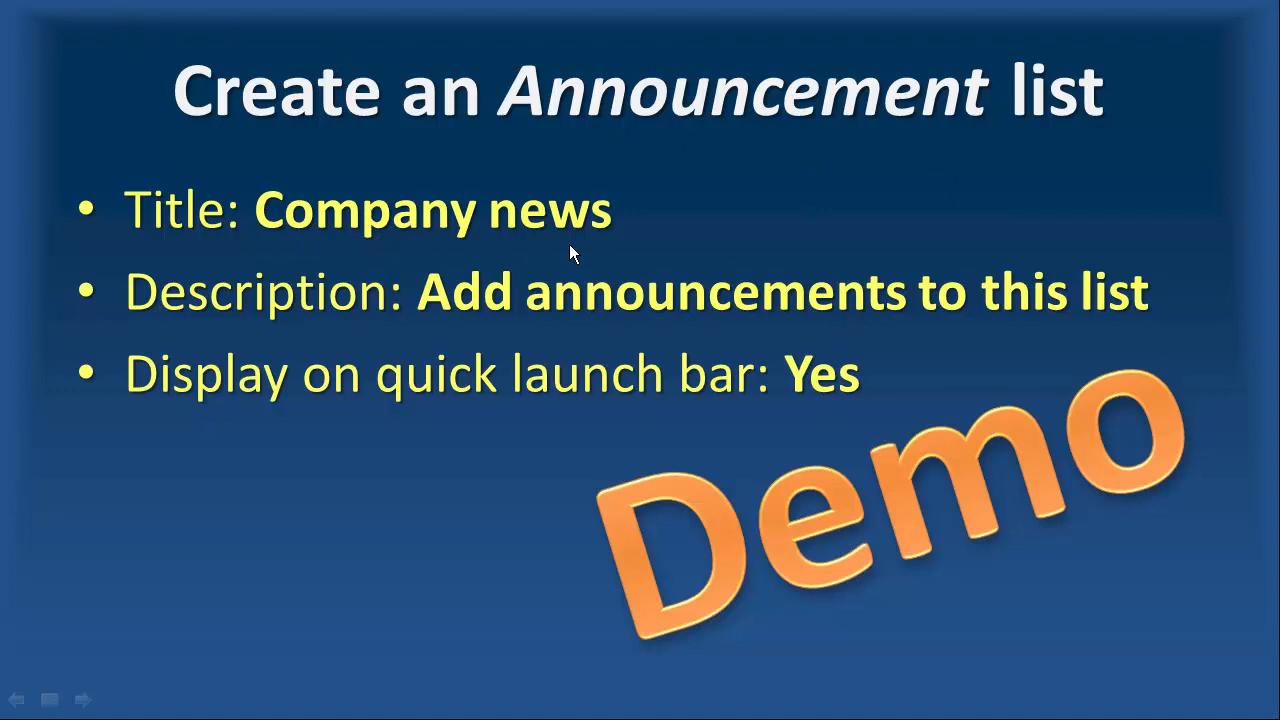 Create an Announcement list
• Title: Company news
• Description: Add announcements to this list
• Display on quick launch bar: Yes
Demo